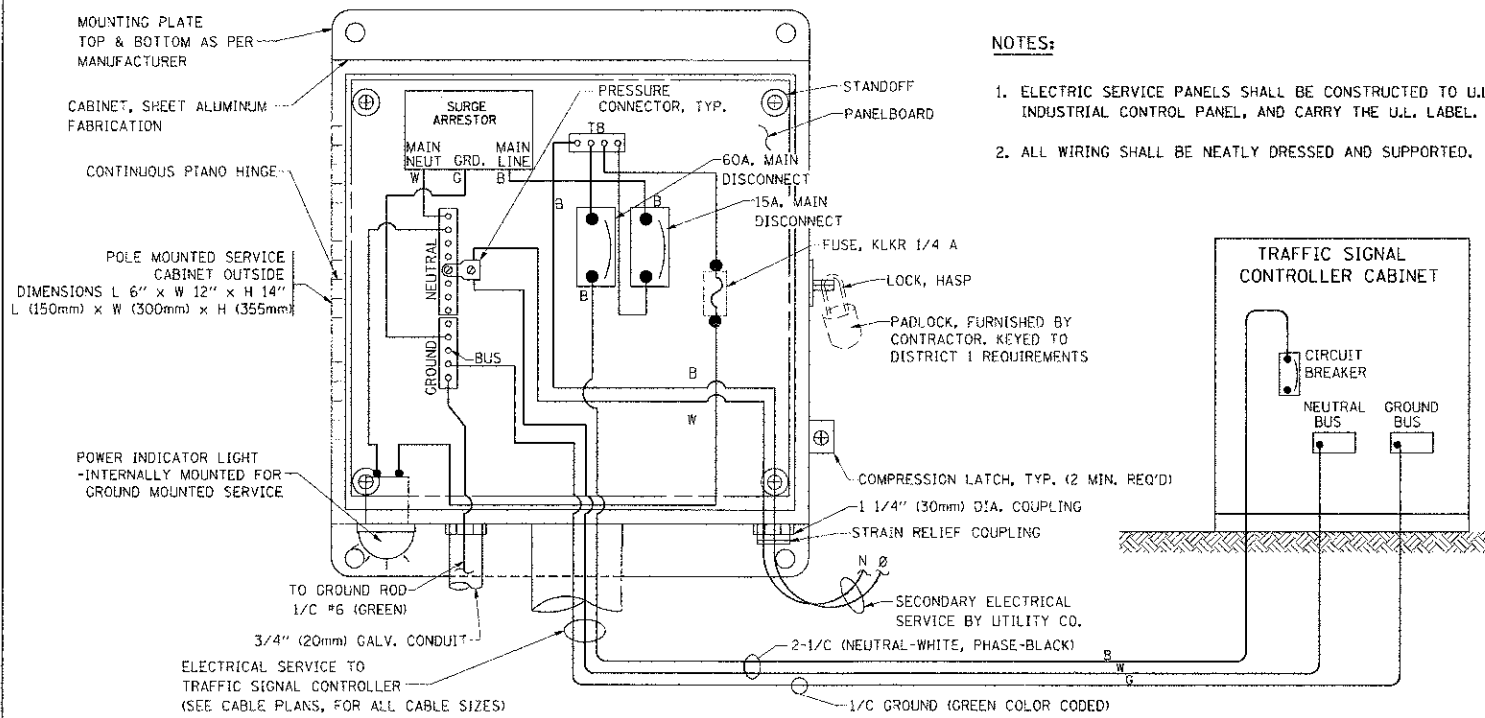 MOUNTING PLATE
TOP & BOTTOM AS PER
MANUFACTURER
CABINET, SHEET ALUMINUM
FABRICATION
CONTINUOUS PIANO HINGE
POLE MOUNTED SERVICE
CABINET OUTSIDE
DIMENSIONS L 6" x W 12" x H 14"
L (150mm) x W (300mm) x H (355mm)
POWER INDICATOR LIGHT
-INTERNALLY MOUNTED FOR
GROUND MOUNTED SERVICE
TO GROUND ROD
1/C #6 (GREEN)
3/4" (20mm) GALV. CONDUIT
ELECTRICAL SERVICE TO
TRAFFIC SIGNAL CONTROLLER
(SEE CABLE PLANS, FOR ALL CABLE SIZES)
SURGE
ARRESTOR
MAIN
NEUT
GRD.
MAIN
LINE
W
G
B
PRESSURE
CONNECTOR, TYP.
TB
NEUTRAL
GROUND
BUS
B
B
B
B
W
STANDOFF
PANELBOARD
60A. MAIN
DISCONNECT
15A. MAIN
DISCONNECT
FUSE, KLKR 1/4 A
LOCK, HASP
PADLOCK, FURNISHED BY
CONTRACTOR. KEYED TO
DISTRICT 1 REQUIREMENTS
COMPRESSION LATCH, TYP. (2 MIN. REQ'D)
1 1/4" (30mm) DIA. COUPLING
STRAIN RELIEF COUPLING
N Ø
SECONDARY ELECTRICAL
SERVICE BY UTILITY CO.
2-1/C (NEUTRAL-WHITE, PHASE-BLACK)
B
W
G
1/C GROUND (GREEN COLOR CODED)
NOTES:
1. ELECTRIC SERVICE PANELS SHALL BE CONSTRUCTED TO U.L
INDUSTRIAL CONTROL PANEL, AND CARRY THE U.L. LABEL.
2. ALL WIRING SHALL BE NEATLY DRESSED AND SUPPORTED.
TRAFFIC SIGNAL
CONTROLLER CABINET
CIRCUIT
BREAKER
NEUTRAL
BUS
GROUND
BUS